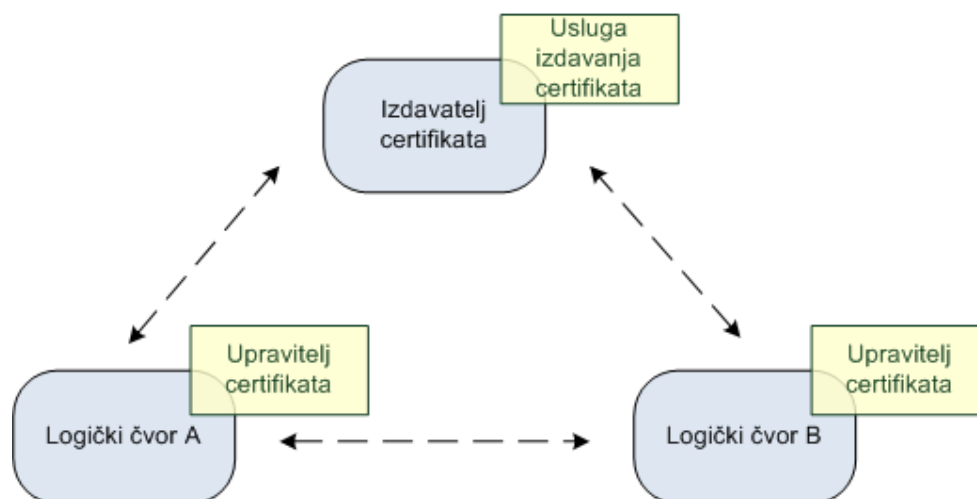 Usluga
izdavanja
certifikata
Izdavatelj
certifikata
Upravitelj
certifikata
Logički čvor A
Upravitelj
certifikata
Logički čvor B